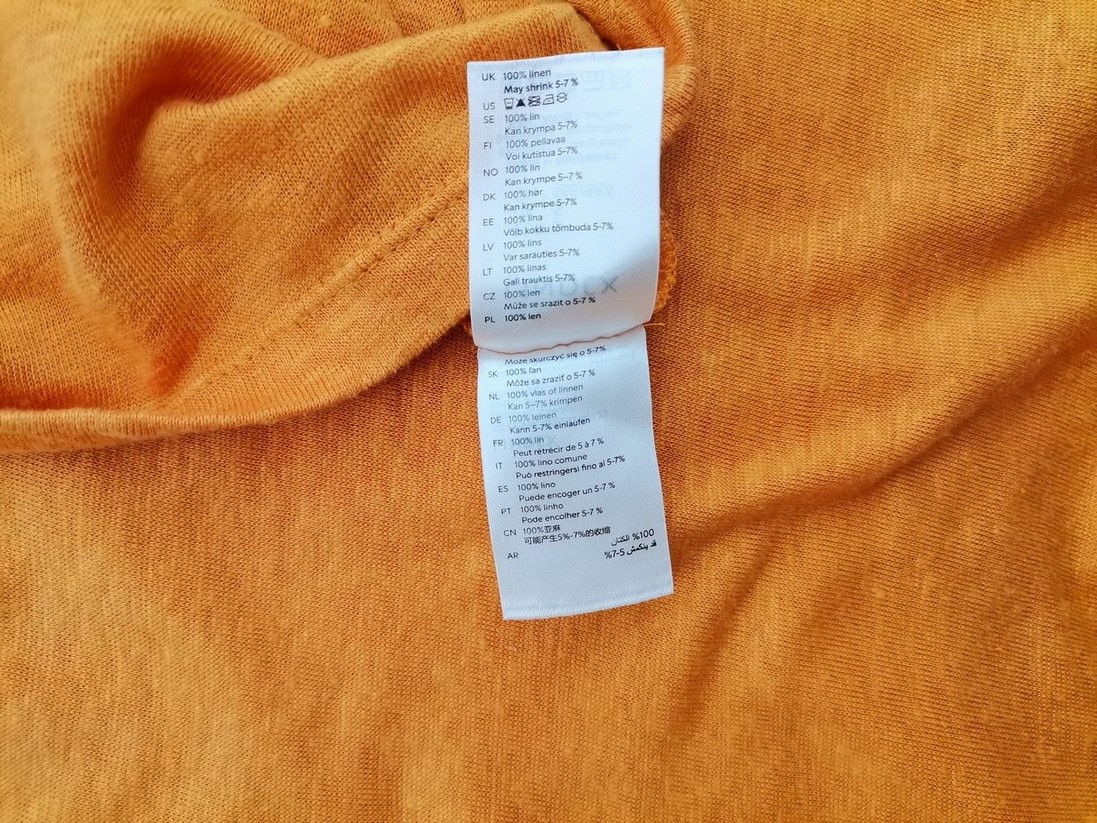 UK 100% linen
May shrink 5-7 %
US
SE 100% lin
Kan krympa 5-7%
FI 100% pellavaa
Voi kutistua 5-7%
NO 100% lin
Kan krympe 5-7 %
DK 100% hør
Kan krympe 5-7%
EE 100% lina
Võib kokku tõmbuda 5-7%
LV 100% lins
Var sarauties 5-7%
LT 100% linas
Gali trauktis 5-7%
CZ 100% len
Může se srazit o 5-7 %
PL 100% len
Może skurczyć się o 5-7%
SK 100% ľan
Môže sa zraziť o 5-7 %
NL 100% vlas of linnen
Kan 5-7% krimpen
DE 100% leinen
Kann 5-7% einlaufen
FR 100% lin
Peut rétrécir de 5 à 7 %
IT 100% lino comune
Può restringersi fino al 5-7%
ES 100% lino
Puede encoger un 5-7 %
PT 100% linho
Pode encolher 5-7 %
CN 100%亚麻
可能产生5%-7%的收缩
AR %100 الكتان
قد ينكمش 5-7%